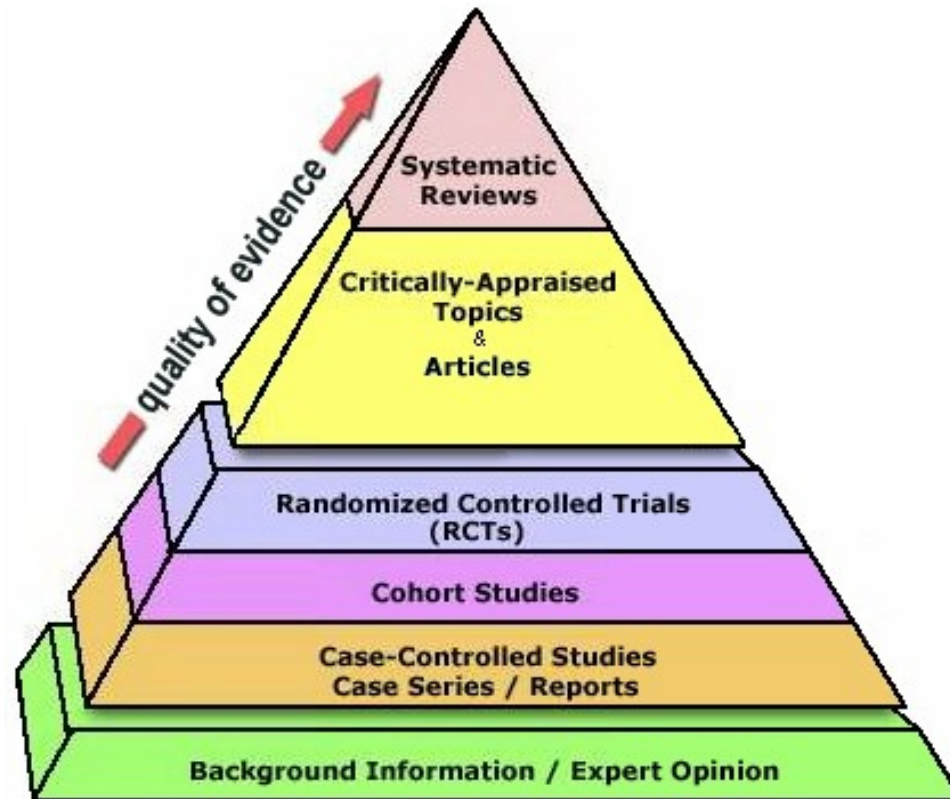 quality of evidence
Systematic
Reviews
Critically-Appraised
Topics
&
Articles
Randomized Controlled Trials
(RCTs)
Cohort Studies
Case-Controlled Studies
Case Series / Reports
Background Information / Expert Opinion